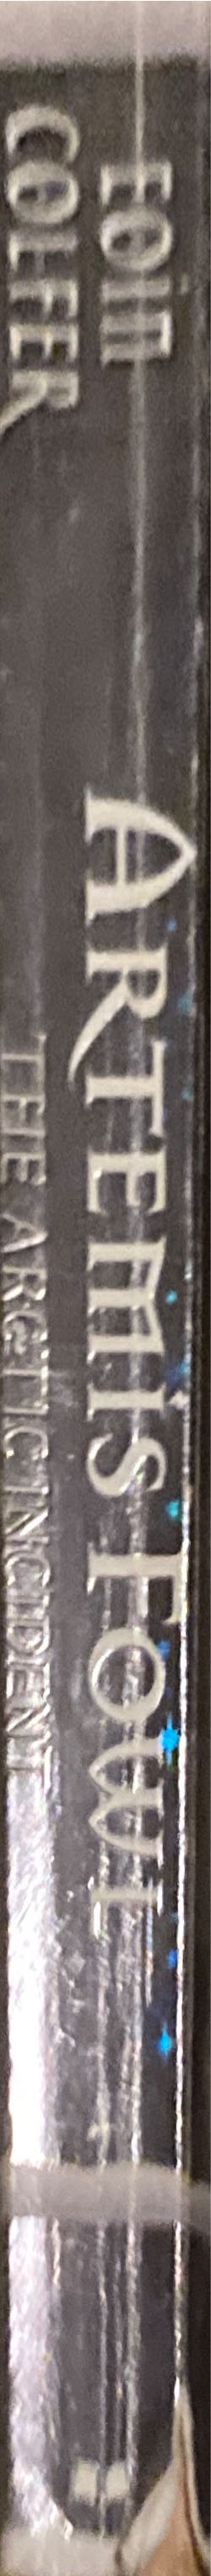 EOIN
COLFER
ARTEMIS FOWL
THE ARCTIC INCIDENT